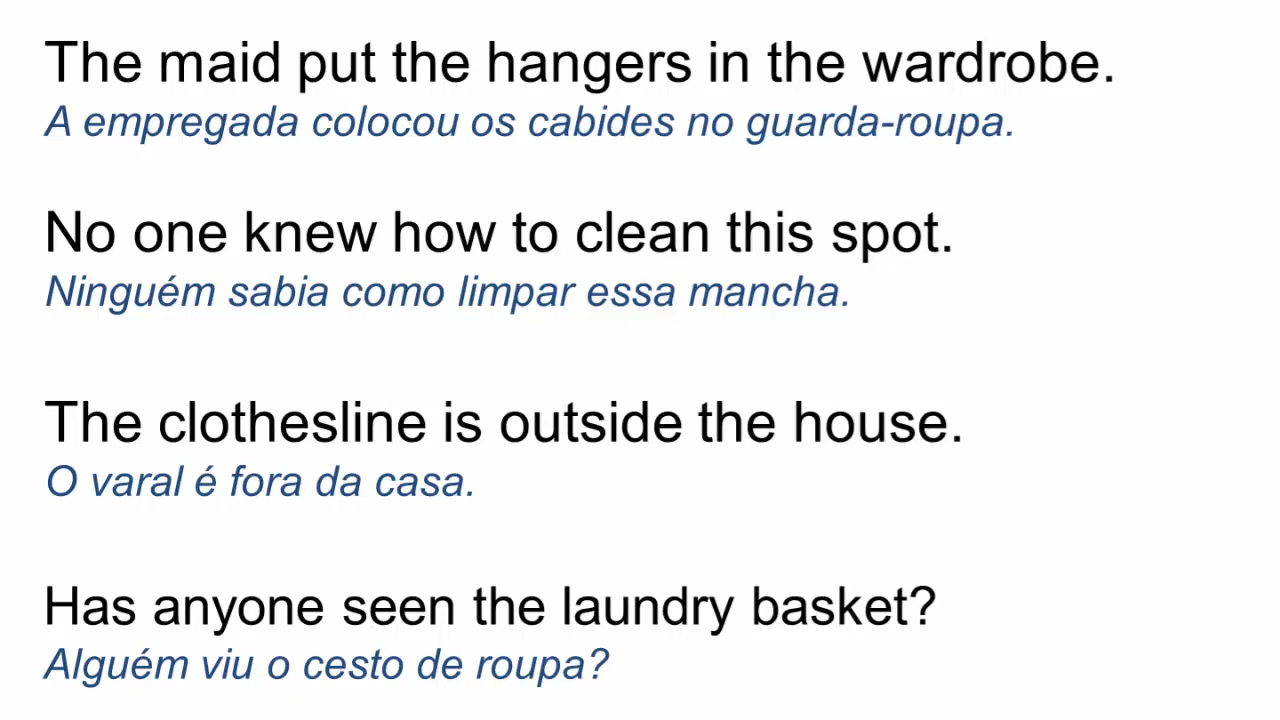 The maid put the hangers in the wardrobe.
A empregada colocou os cabides no guarda-roupa.
No one knew how to clean this spot.
Ninguém sabia como limpar essa mancha.
The clothesline is outside the house.
O varal é fora da casa.
Has anyone seen the laundry basket?
Alguém viu o cesto de roupa?